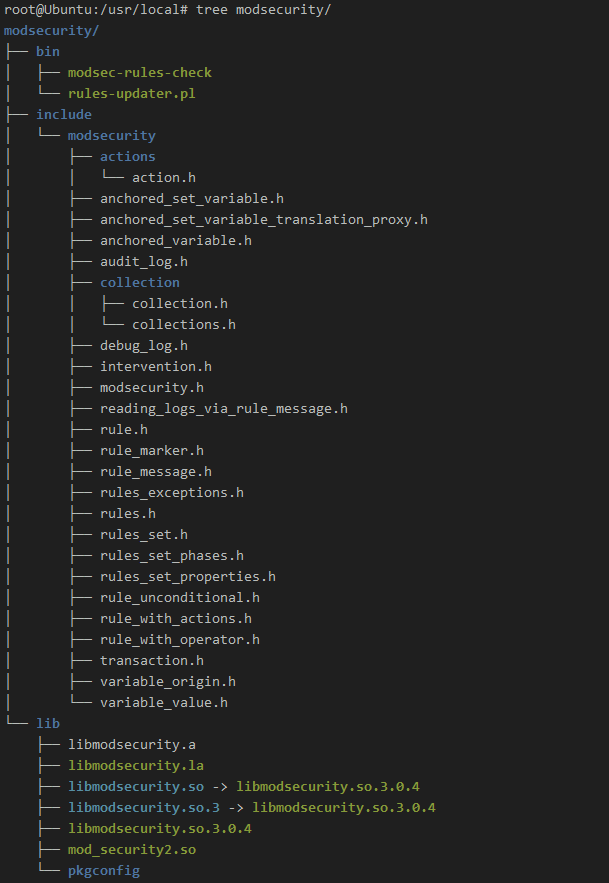 root@Ubuntu:/usr/local# tree modsecurity/
modsecurity/
├── bin
│   ├── modsec-rules-check
│   └── rules-updater.pl
├── include
│   └── modsecurity
│       ├── actions
│       │   └── action.h
│       ├── anchored_set_variable.h
│       ├── anchored_set_variable_translation_proxy.h
│       ├── anchored_variable.h
│       ├── audit_log.h
│       ├── collection
│       │   ├── collection.h
│       │   └── collections.h
│       ├── debug_log.h
│       ├── intervention.h
│       ├── modsecurity.h
│       ├── reading_logs_via_rule_message.h
│       ├── rule.h
│       ├── rule_marker.h
│       ├── rule_message.h
│       ├── rules_exceptions.h
│       ├── rules.h
│       ├── rules_set.h
│       ├── rules_set_phases.h
│       ├── rules_set_properties.h
│       ├── rule_unconditional.h
│       ├── rule_with_actions.h
│       ├── rule_with_operator.h
│       ├── transaction.h
│       ├── variable_origin.h
│       └── variable_value.h
└── lib
    ├── libmodsecurity.a
    ├── libmodsecurity.la
    ├── libmodsecurity.so -> libmodsecurity.so.3.0.4
    ├── libmodsecurity.so.3 -> libmodsecurity.so.3.0.4
    ├── libmodsecurity.so.3.0.4
    ├── mod_security2.so
    └── pkgconfig